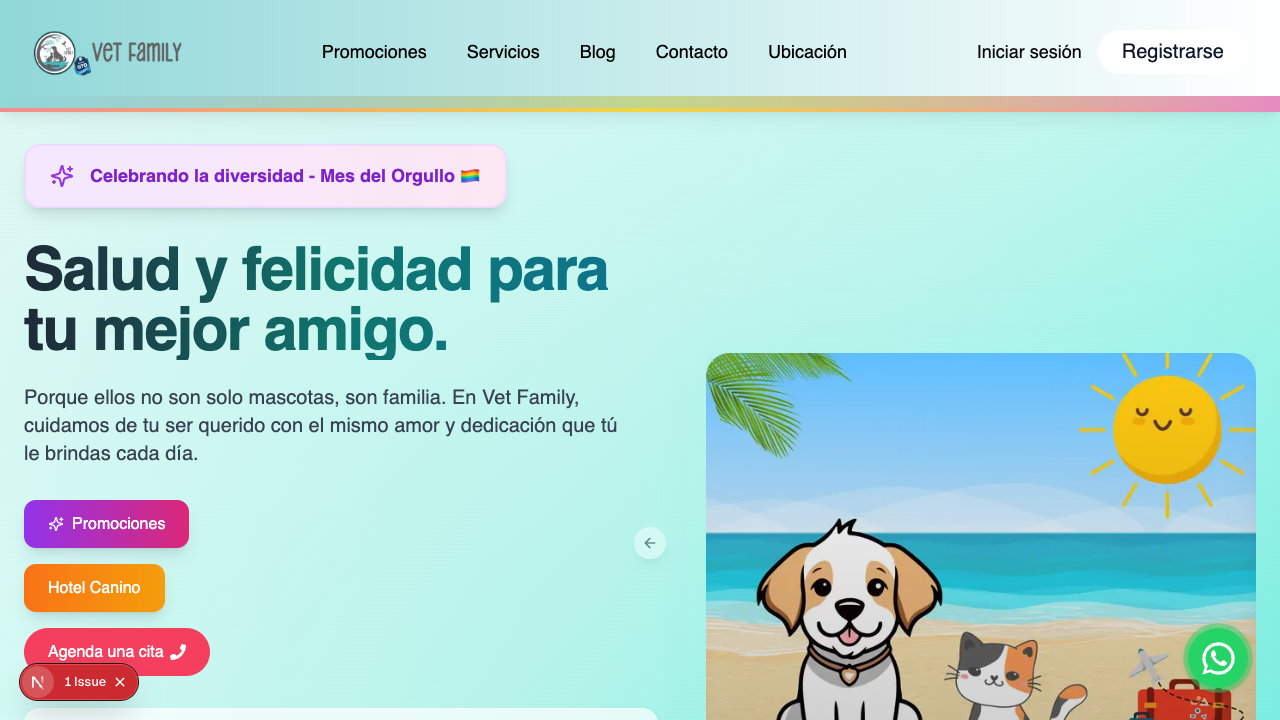 Vet Family
Promociones
Servicios
Blog
Contacto
Ubicación
Iniciar sesión
Registrarse
Celebrando la diversidad - Mes del Orgullo 🏳️‍🌈
Salud y felicidad para
tu mejor amigo.
Porque ellos no son solo mascotas, son familia. En Vet Family,
cuidamos de tu ser querido con el mismo amor y dedicación que tú
le brindas cada día.
Promociones
Hotel Canino
Agenda una cita
N
1 Issue